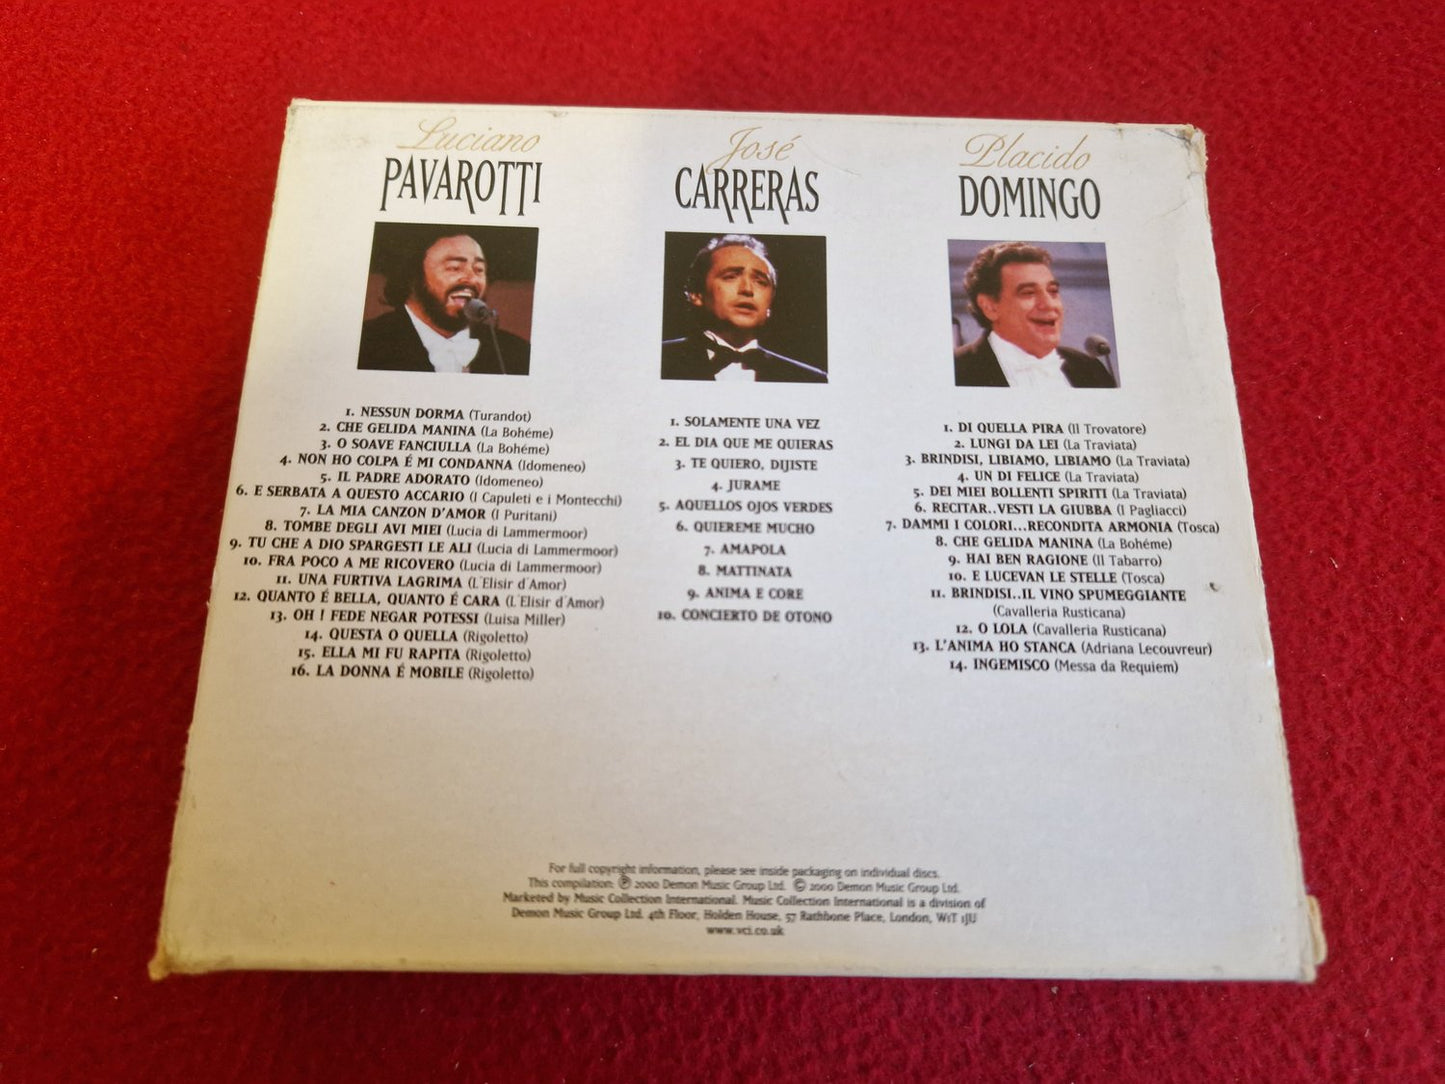 Luciano
PAVAROTTI
1. NESSUN DORMA (Turandot)
2. CHE GELIDA MANINA (La Bohéme)
3. O SOAVE FANCIULLA (La Bohéme)
4. NON HO COLPA É MI CONDANNA (Idomeneo)
5. IL PADRE ADORATO (Idomeneo)
6. E SERBATA A QUESTO ACCARIO (I Capuleti e i Montecchi)
7. LA MIA CANZON D'AMOR (I Puritani)
8. TOMBE DEGLI AVI MIEI (Lucia di Lammermoor)
9. TU CHE A DIO SPARGESTI LE ALI (Lucia di Lammermoor)
10. FRA POCO A ME RICOVERO (Lucia di Lammermoor)
11. UNA FURTIVA LAGRIMA (L'Elisir d'Amor)
12. QUANTO É BELLA, QUANTO É CARA (L'Elisir d'Amor)
13. OH ! FEDE NEGAR POTESSI (Luisa Miller)
14. QUESTA O QUELLA (Rigoletto)
15. ELLA MI FU RAPITA (Rigoletto)
16. LA DONNA É MOBILE (Rigoletto)
José
CARRERAS
1. SOLAMENTE UNA VEZ
2. EL DIA QUE ME QUIERAS
3. TE QUIERO, DIJISTE
4. JURAME
5. AQUELLOS OJOS VERDES
6. QUIEREME MUCHO
7. AMAPOLA
8. MATTINATA
9. ANIMA E CORE
10. CONCIERTO DE OTONO
Placido
DOMINGO
1. DI QUELLA PIRA (Il Trovatore)
2. LUNGI DA LEI (La Traviata)
3. BRINDISI, LIBIAMO, LIBIAMO (La Traviata)
4. UN DI FELICE (La Traviata)
5. DEI MIEI BOLLENTI SPIRITI (La Traviata)
6. RECITAR..VESTI LA GIUBBA (I Pagliacci)
7. DAMMI I COLORI...RECONDITA ARMONIA (Tosca)
8. CHE GELIDA MANINA (La Bohéme)
9. HAI BEN RAGIONE (Il Tabarro)
10. E LUCEVAN LE STELLE (Tosca)
11. BRINDISI..IL VINO SPUMEGGIANTE
(Cavalleria Rusticana)
12. O LOLA (Cavalleria Rusticana)
13. L'ANIMA HO STANCA (Adriana Lecouvreur)
14. INGEMISCO (Messa da Requiem)
For full copyright information, please see inside packaging on individual discs.
This compilation: ℗ 2000 Demon Music Group Ltd. © 2000 Demon Music Group Ltd.
Marketed by Music Collection International. Music Collection International is a division of
Demon Music Group Ltd. 4th Floor, Holden House, 57 Rathbone Place, London, W1T 1JU
www.vci.co.uk